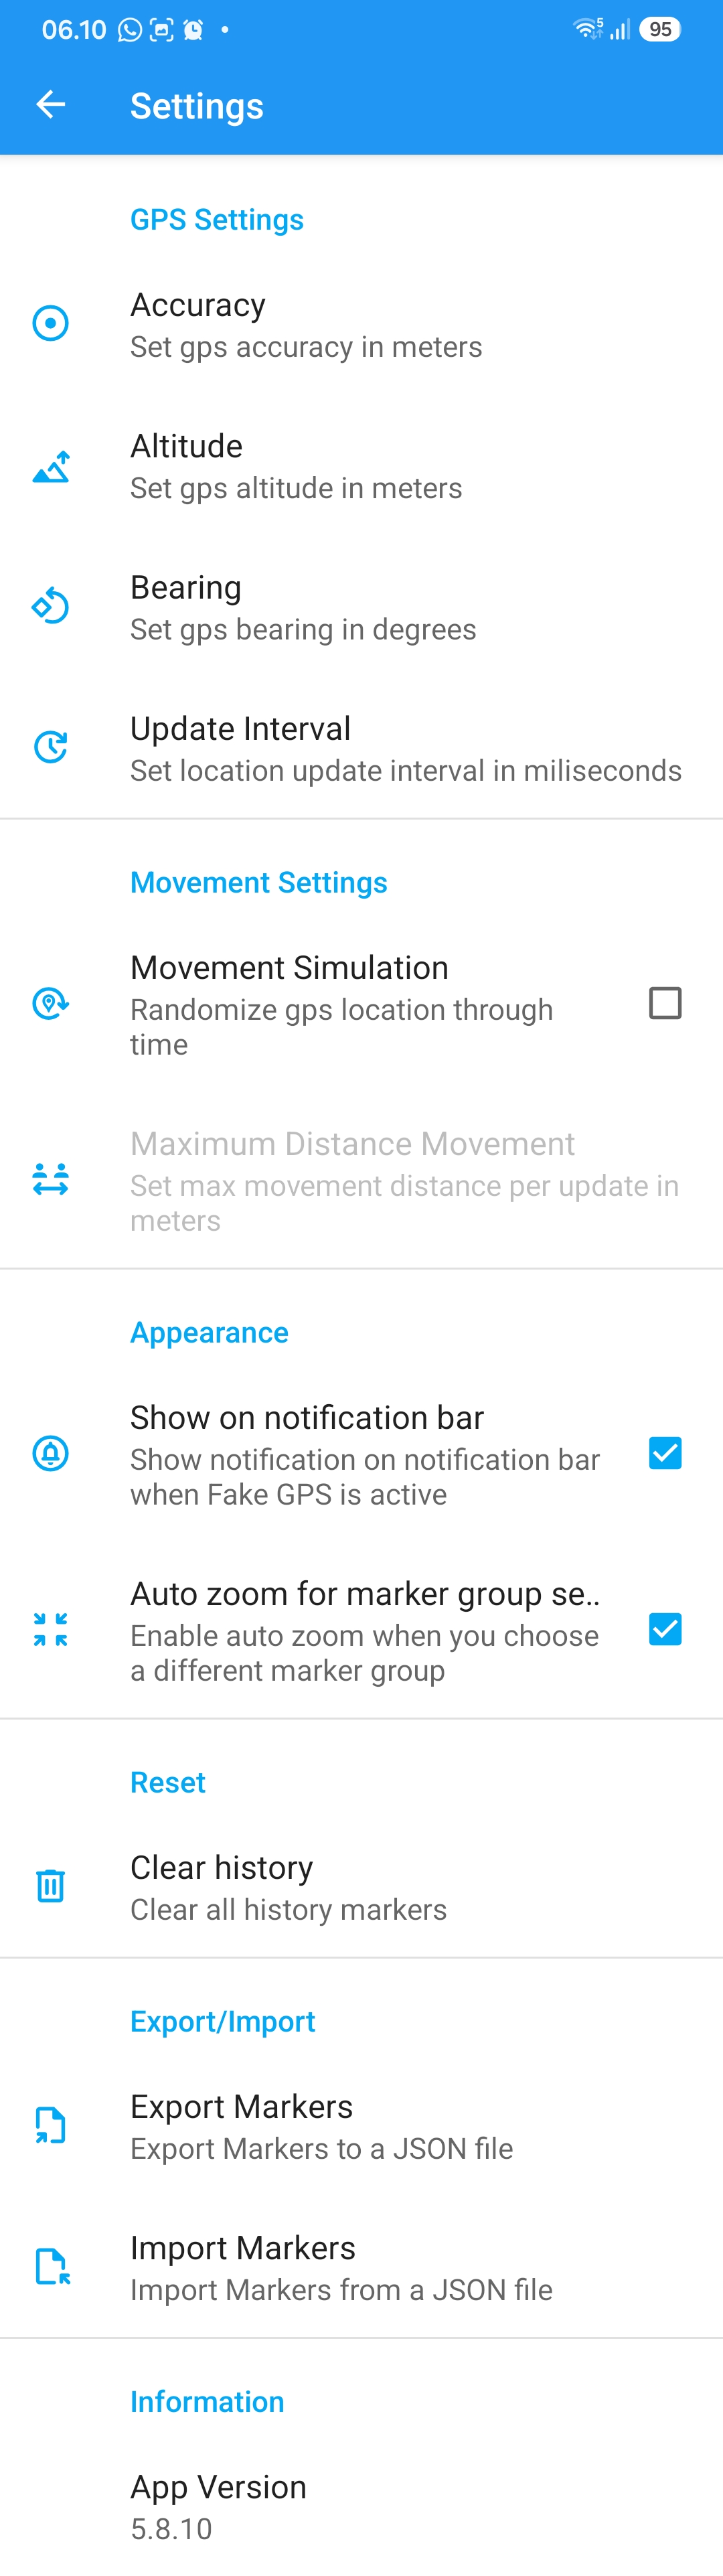 06.10
5
95
Settings
GPS Settings
Accuracy
Set gps accuracy in meters
Altitude
Set gps altitude in meters
Bearing
Set gps bearing in degrees
Update Interval
Set location update interval in miliseconds
Movement Settings
Movement Simulation
Randomize gps location through
time
Maximum Distance Movement
Set max movement distance per update in
meters
Appearance
Show on notification bar
Show notification on notification bar
when Fake GPS is active
Auto zoom for marker group se..
Enable auto zoom when you choose
a different marker group
Reset
Clear history
Clear all history markers
Export/Import
Export Markers
Export Markers to a JSON file
Import Markers
Import Markers from a JSON file
Information
App Version
5.8.10